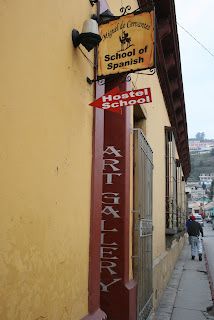 Miguel de Cervantes
School of
Spanish
Hostel
School
ART GALLERY